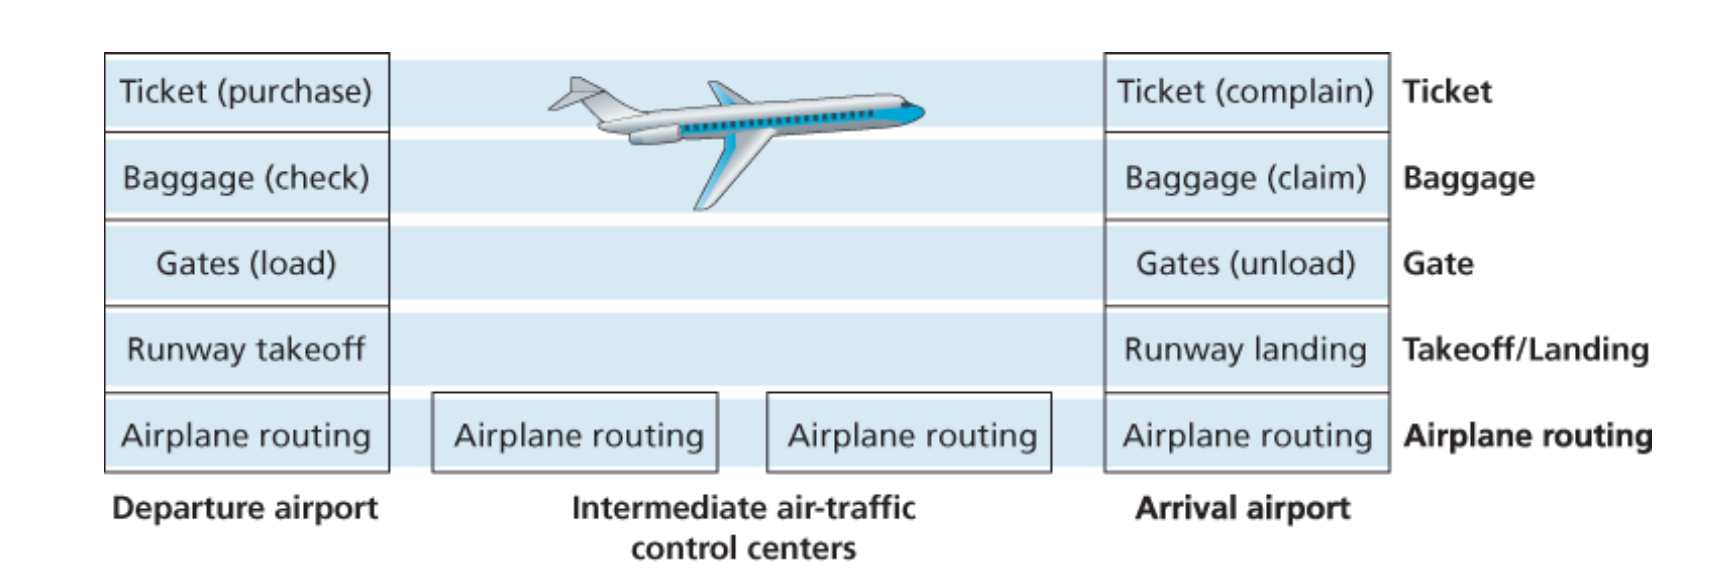 Ticket (purchase)
Ticket (complain)
Ticket
Baggage (check)
Baggage (claim)
Baggage
Gates (load)
Gates (unload)
Gate
Runway takeoff
Runway landing
Takeoff/Landing
Airplane routing
Airplane routing
Airplane routing
Airplane routing
Airplane routing
Departure airport
Intermediate air-traffic
control centers
Arrival airport